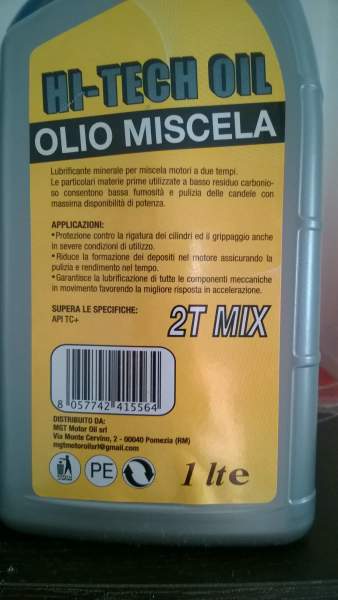 HI-TECH OIL
OLIO MISCELA
Lubrificante minerale per miscela motori a due tempi.
Le particolari materie prime utilizzate a basso residuo carbonio-
so consentono bassa fumosità e pulizia delle candele con
massima disponibilità di potenza.
APPLICAZIONI:
•Protezione contro la rigatura dei cilindri ed il grippaggio anche
in severe condizioni di utilizzo.
•Riduce la formazione dei depositi nel motore assicurando la
pulizia e rendimento nel tempo.
•Garantisce la lubrificazione di tutte le componenti meccaniche
in movimento favorendo la migliore risposta in accelerazione.
SUPERA LE SPECIFICHE:
API TC+
2T MIX
8 057742 415564
DISTRIBUITO DA:
MGT Motor Oil srl
Via Monte Cervino, 2 - 00040 Pomezia (RM)
mgtmotoroilsrl@gmail.com
PE
1 lt e